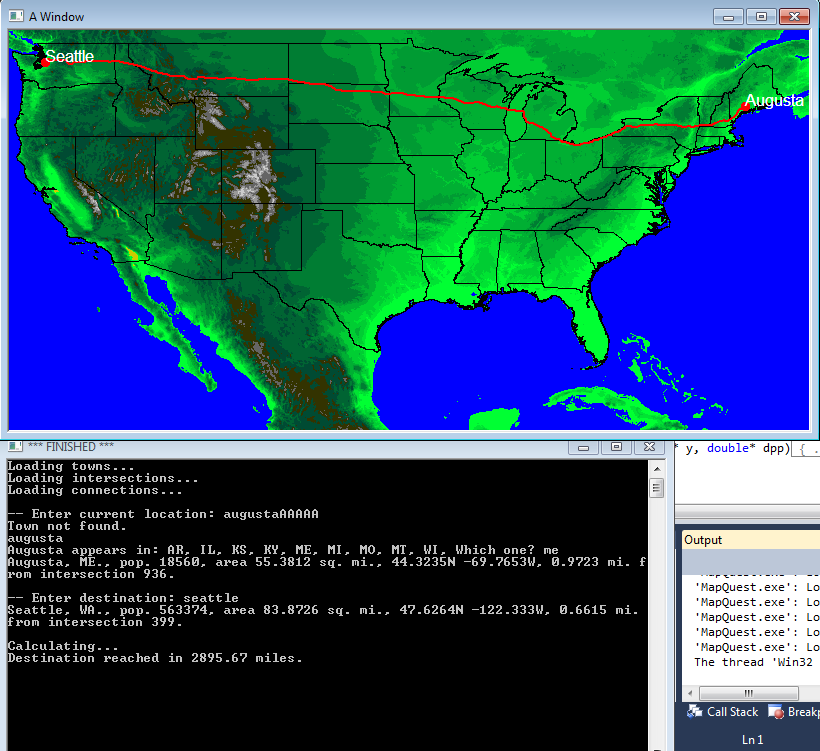 A Window
Seattle
Augusta
*** FINISHED ***
Loading towns...
Loading intersections...
Loading connections...
-- Enter current location: augustaAAAAA
Town not found.
augusta
Augusta appears in: AR, IL, KS, KY, ME, MI, MO, MT, WI, Which one? me
Augusta, ME., pop. 18560, area 55.3812 sq. mi., 44.3235N -69.7653W, 0.9723 mi. f
rom intersection 936.
-- Enter destination: seattle
Seattle, WA., pop. 563374, area 83.8726 sq. mi., 47.6264N -122.333W, 0.6615 mi.
from intersection 399.
Calculating...
Destination reached in 2895.67 miles.
* y, double* dpp) { .
Output
'MapQuest.exe': Lo
'MapQuest.exe': Lo
'MapQuest.exe': Lo
'MapQuest.exe': Lo
'MapQuest.exe': Lo
'MapQuest.exe': Lo
The thread 'Win32
Call Stack Breakp
Ln 1